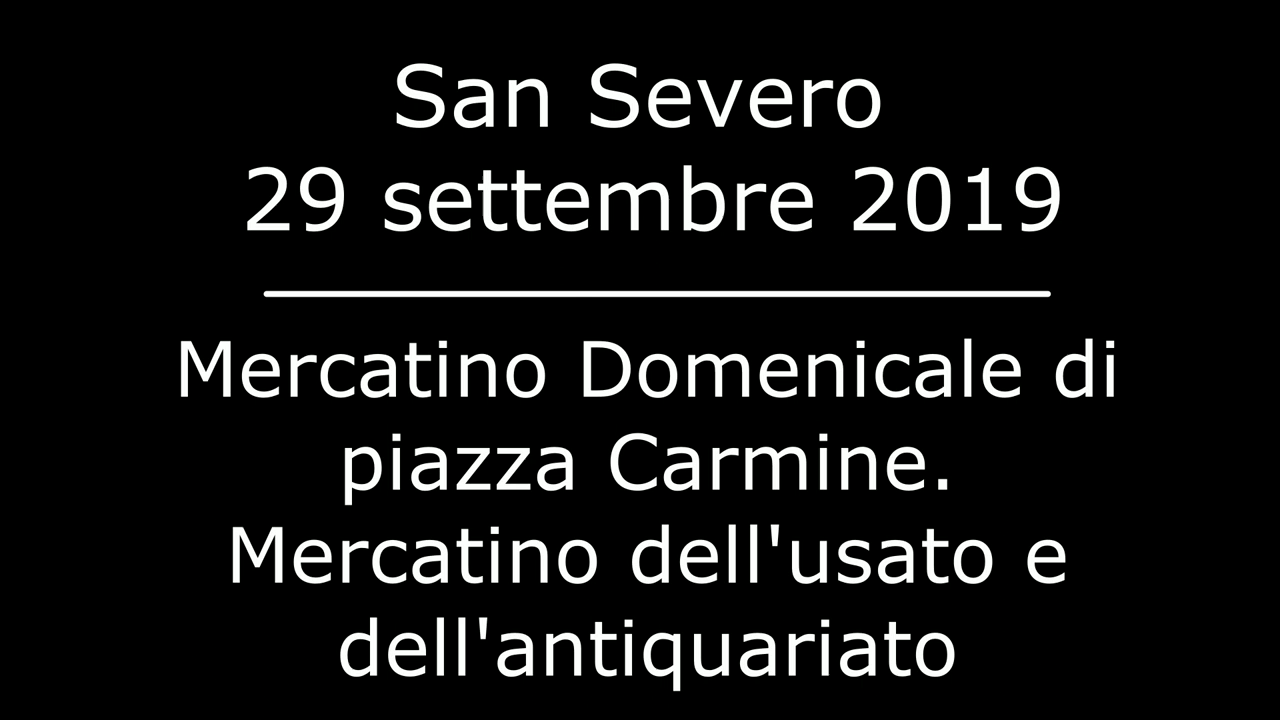 San Severo
29 settembre 2019
Mercatino Domenicale di
piazza Carmine.
Mercatino dell'usato e
dell'antiquariato